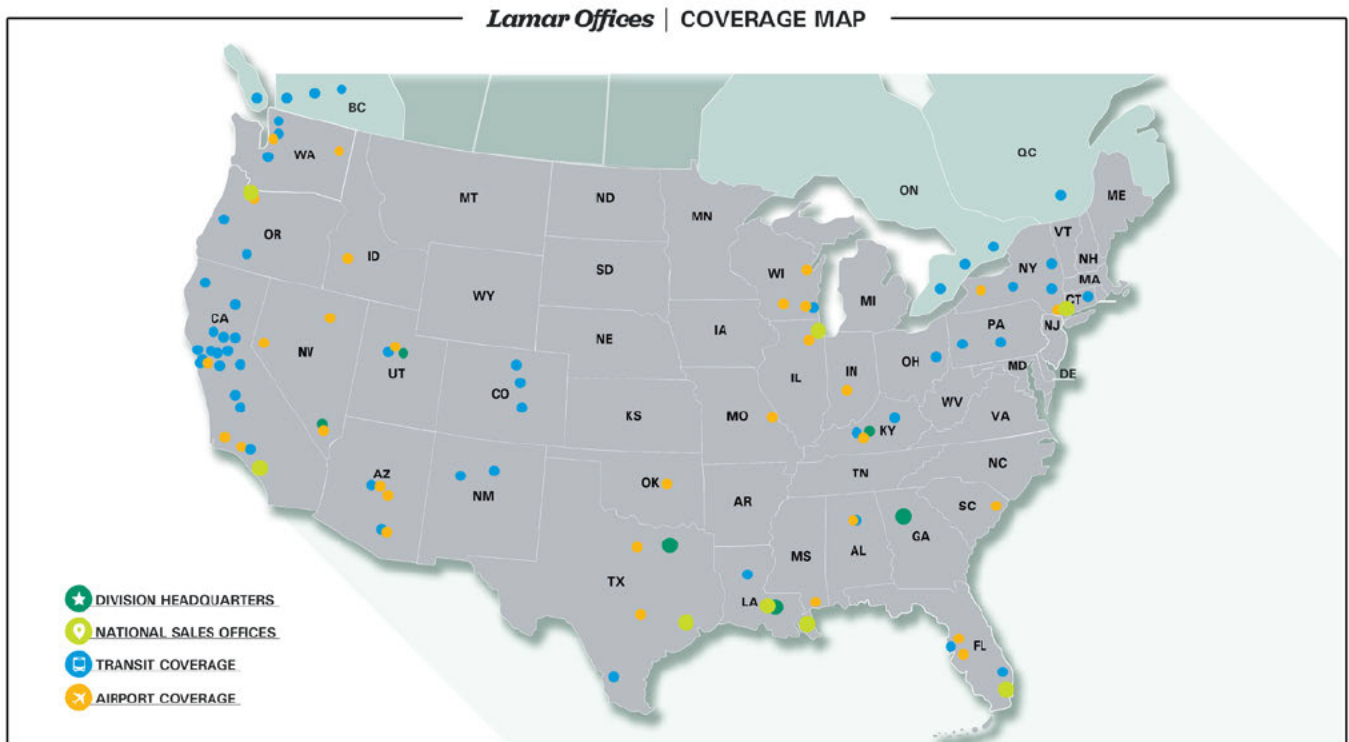 Lamar Offices | COVERAGE MAP
BC
WA
QC
ON
ME
MT
ND
MN
VT
OR
ID
SD
WI
NY
NH
MA
WY
MI
CT
CA
IA
PA
NJ
NV
NE
OH
UT
IL
IN
MD
DE
CO
WV
KS
MO
VA
KY
AZ
NC
TN
NM
OK
AR
SC
GA
MS
AL
TX
LA
FL
DIVISION HEADQUARTERS
NATIONAL SALES OFFICES
TRANSIT COVERAGE
AIRPORT COVERAGE